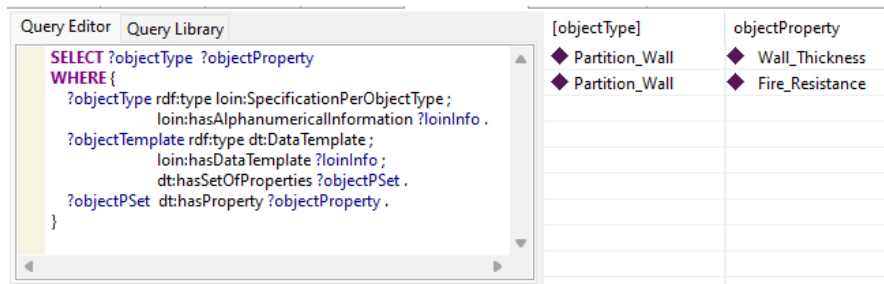 Query Editor Query Library
SELECT ?objectType ?objectProperty
WHERE {
?objectType rdf:type loin:SpecificationPerObjectType ;
loin:hasAlphanumericalInformation ?loinInfo .
?objectTemplate rdf:type dt:DataTemplate ;
loin:hasDataTemplate ?loinInfo ;
dt:hasSetOfProperties ?objectPSet .
?objectPSet dt:hasProperty ?objectProperty .
}
[objectType] objectProperty
Partition_Wall Wall_Thickness
Partition_Wall Fire_Resistance